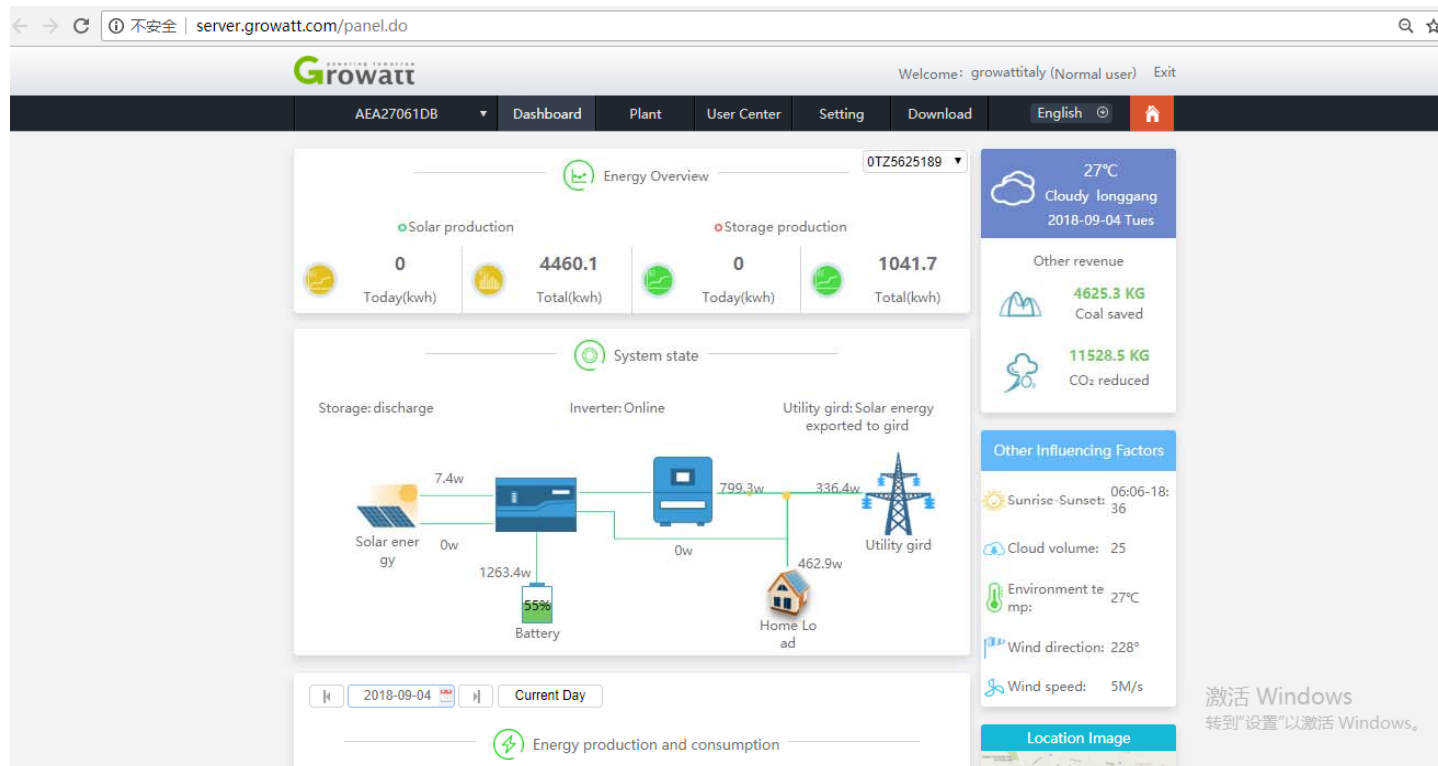 不安全 | server.growatt.com/panel.do
powering tomorrow
Growatt
Welcome: growattitaly (Normal user) Exit
AEA27061DB ▼ Dashboard Plant User Center Setting Download English
Energy Overview
0TZ5625189 ▼
Solar production
Storage production
0
Today(kwh)
4460.1
Total(kwh)
0
Today(kwh)
1041.7
Total(kwh)
27℃
Cloudy longgang
2018-09-04 Tues
Other revenue
4625.3 KG
Coal saved
11528.5 KG
CO₂ reduced
System state
Storage: discharge
Inverter: Online
Utility gird: Solar energy
exported to gird
7.4w
0w
Solar ener
gy
1263.4w
55%
Battery
799.3w
0w
336.4w
Utility gird
462.9w
Home Lo
ad
Other Influencing Factors
Sunrise-Sunset: 06:06-18:
36
Cloud volume: 25
Environment te
mp: 27℃
Wind direction: 228°
Wind speed: 5M/s
2018-09-04
Current Day
Energy production and consumption
Location Image
激活 Windows
转到"设置"以激活 Windows。